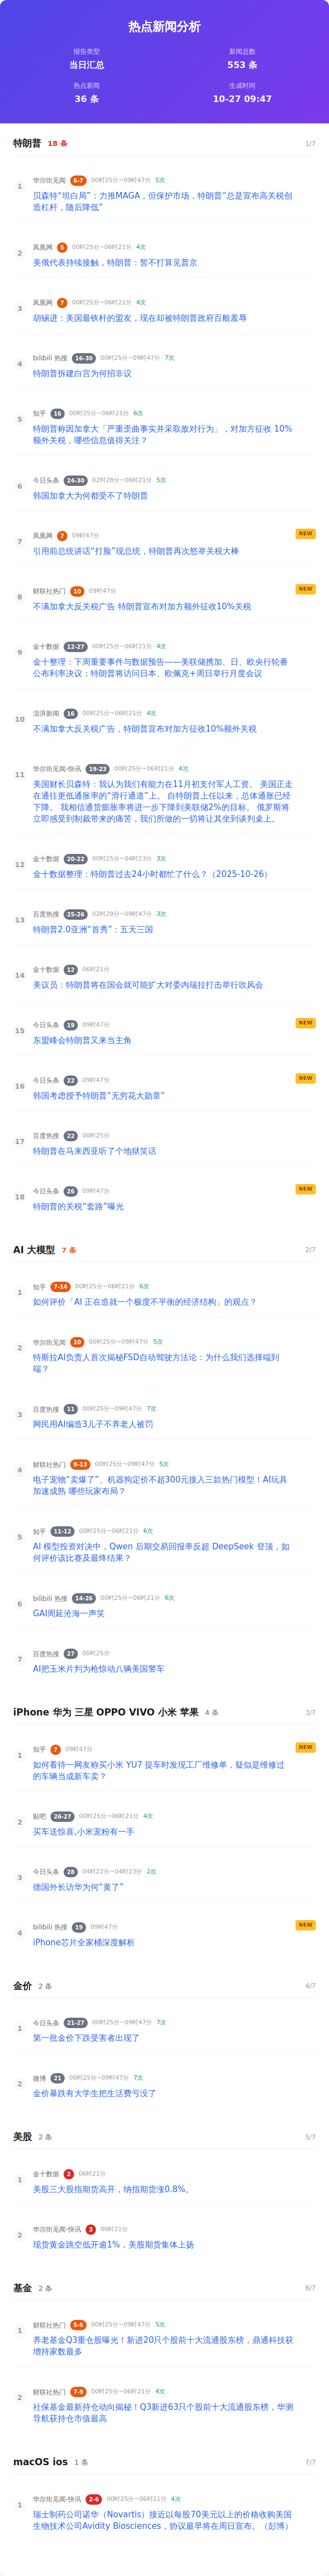 热点新闻分析
报告类型
当日汇总
新闻总数
553 条
热点新闻
36 条
生成时间
10-27 09:47
特朗普 18 条 1/7
1
华尔街见闻 6-7 00时25分~09时47分 5次
贝森特“坦白局”：力推MAGA，但保护市场，特朗普“总是宣布高关税创
造杠杆，随后降低”
2
凤凰网 5 00时25分~06时21分 4次
美俄代表持续接触，特朗普：暂不打算见普京
3
凤凰网 7 00时25分~06时21分 4次
胡锡进：美国最铁杆的盟友，现在却被特朗普政府百般羞辱
4
bilibili 热搜 16-30 00时25分~09时47分 7次
特朗普拆建白宫为何招非议
5
知乎 16 00时25分~06时21分 6次
特朗普称因加拿大「严重歪曲事实并采取敌对行为」，对加方征收 10%
额外关税，哪些信息值得关注？
6
今日头条 24-30 02时28分~06时21分 5次
韩国加拿大为何都受不了特朗普
7
凤凰网 7 09时47分 NEW
引用前总统讲话“打脸”现总统，特朗普再次怒举关税大棒
8
财联社热门 10 09时47分 NEW
不满加拿大反关税广告 特朗普宣布对加方额外征收10%关税
9
金十数据 12-27 00时25分~06时21分 4次
金十整理：下周重要事件与数据预告——美联储携加、日、欧央行轮番
公布利率决议；特朗普将访问日本、欧佩克+周日举行月度会议
10
澎湃新闻 16 00时25分~06时21分 4次
不满加拿大反关税广告，特朗普宣布对加方征收10%额外关税
11
华尔街见闻-快讯 19-23 00时25分~06时21分 4次
美国财长贝森特：我认为我们有能力在11月初支付军人工资。 美国正走
在通往更低通胀率的“滑行通道”上。 自特朗普上任以来，总体通胀已经
下降。 我相信通货膨胀率将进一步下降到美联储2%的目标。 俄罗斯将
立即感受到制裁带来的痛苦，我们所做的一切将让其坐到谈判桌上。
12
金十数据 20-22 00时25分~04时23分 3次
金十数据整理：特朗普过去24小时都忙了什么？（2025-10-26）
13
百度热搜 25-26 02时28分~09时47分 3次
特朗普2.0亚洲“首秀”：五天三国
14
金十数据 12 06时21分
美议员：特朗普将在国会就可能扩大对委内瑞拉打击举行吹风会
15
今日头条 19 09时47分 NEW
东盟峰会特朗普又来当主角
16
今日头条 22 09时47分 NEW
韩国考虑授予特朗普“无穷花大勋章”
17
百度热搜 22 00时25分
特朗普在马来西亚听了个地狱笑话
18
今日头条 26 09时47分 NEW
特朗普的关税“套路”曝光
AI 大模型 7 条 2/7
1
知乎 7-14 00时25分~06时21分 6次
如何评价「AI 正在造就一个极度不平衡的经济结构」的观点？
2
华尔街见闻 10 00时25分~09时47分 5次
特斯拉AI负责人首次揭秘FSD自动驾驶方法论：为什么我们选择端到
端？
3
百度热搜 11 00时25分~09时47分 7次
网民用AI编造3儿子不养老人被罚
4
财联社热门 9-13 00时25分~09时47分 5次
电子宠物“卖爆了”、机器狗定价不超300元接入三款热门模型！AI玩具
加速成熟 哪些玩家布局？
5
知乎 11-12 00时25分~06时21分 6次
AI 模型投资对决中，Qwen 后期交易回报率反超 DeepSeek 登顶，如
何评价该比赛及最终结果？
6
bilibili 热搜 14-26 00时25分~06时21分 6次
GAI周延沧海一声笑
7
百度热搜 27 00时25分
AI把玉米片判为枪惊动八辆美国警车
iPhone 华为 三星 OPPO VIVO 小米 苹果 4 条 3/7
1
知乎 7 09时47分 NEW
如何看待一网友称买小米 YU7 提车时发现工厂维修单，疑似是维修过
的车辆当成新车卖？
2
贴吧 26-27 00时25分~06时21分 4次
买车送惊喜,小米宠粉有一手
3
今日头条 28 04时22分~04时23分 2次
德国外长访华为何“黄了”
4
bilibili 热搜 19 09时47分 NEW
iPhone芯片全家桶深度解析
金价 2 条 4/7
1
今日头条 21-27 00时25分~09时47分 7次
第一批金价下跌受害者出现了
2
微博 21 00时25分~09时47分 7次
金价暴跌有大学生把生活费亏没了
美股 2 条 5/7
1
金十数据 2 06时21分
美股三大股指期货高开，纳指期货涨0.8%。
2
华尔街见闻-快讯 3 06时21分
现货黄金跳空低开逾1%，美股期货集体上扬
基金 2 条 6/7
1
财联社热门 5-6 00时25分~09时47分 5次
养老基金Q3重仓股曝光！新进20只个股前十大流通股东榜，鼎通科技获
增持家数最多
2
财联社热门 7-9 00时25分~06时21分 4次
社保基金最新持仓动向揭秘！Q3新进63只个股前十大流通股东榜，华测
导航获持仓市值最高
macOS ios 1 条 7/7
1
华尔街见闻-快讯 2-6 00时25分~06时21分 4次
瑞士制药公司诺华（Novartis）接近以每股70美元以上的价格收购美国
生物技术公司Avidity Biosciences，协议最早将在周日宣布。（彭博）